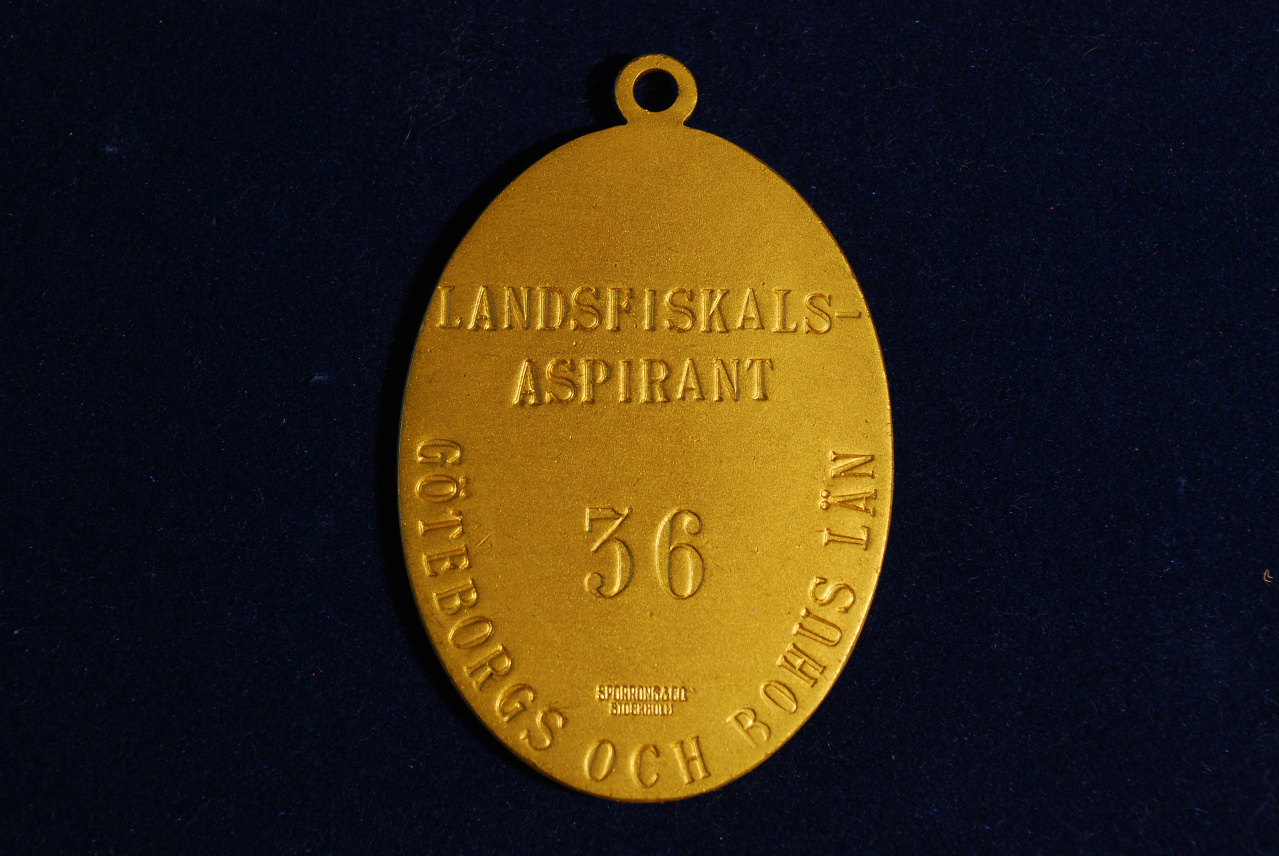 LANDSFISKALS-
ASPIRANT
36
GÖTEBORGS OCH BOHUS LÄN
SPORRONG & CO
STOCKHOLM